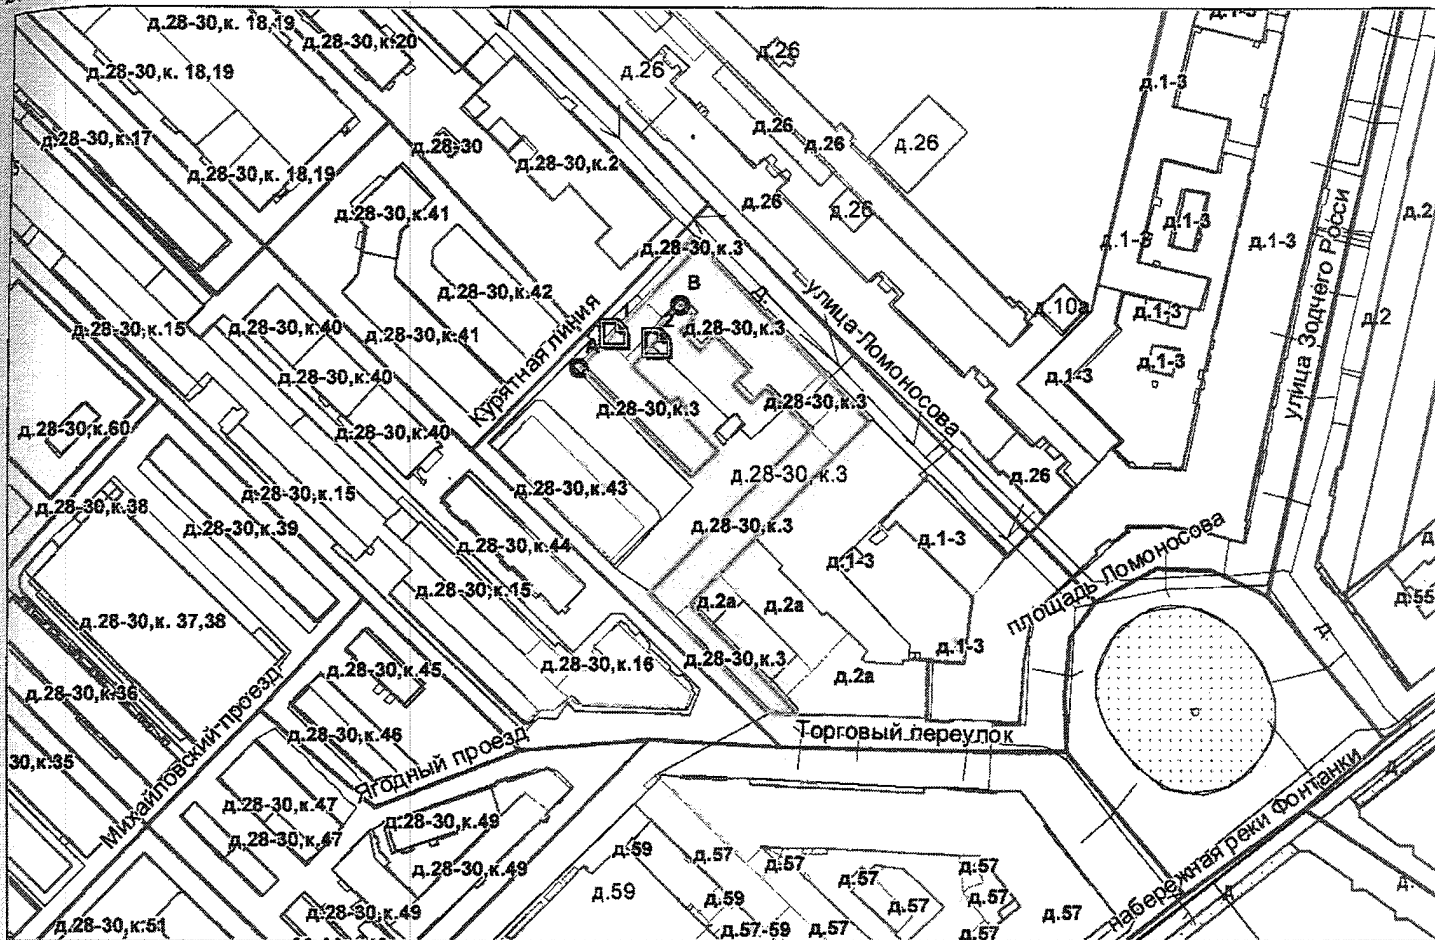 д.28-30,к. 18,19
д.28-30,к.20
д.28-30,к. 18,19
д.26
д.26
д.1-3
д.1-3
д.28-30,к.17
д.28-30
д.28-30,к.2
д.26
д.26
д.26
д.28-30,к. 18,19
д.28-30,к.41
д.26
д.26
д.1-3
д.1-3
д.1-3
д.2
д.28-30,к.3
улица Зодчего Росси
д.28-30,к.42
В
Д.
улица Ломоносова
д.10а
д.1-3
д.2
д.28-30,к.15
д.28-30,к.40
д.28-30,к.41
Курятная линия
1
2
А
д.28-30,к.3
д.1-3
д.1-3
д.28-30,к.40
д.28-30,к.3
д.28-30,к.3
д.28-30,к.60
д.28-30,к.40
д.28-30,к.3
д.26
д.28-30,к.15
д.28-30,к.43
д.28-30,к.38
д.28-30,к.39
д.28-30,к.3
д.1-3
площадь Ломоносова
д.28-30,к.44
д.1-3
д.28-30,к.15
д.2а
д.2а
д.55
д.28-30,к. 37,38
д.1-3
д.28-30,к.45
д.28-30,к.16
д.28-30,к.3
д.2а
д.28-30,к.36
Михайловский проезд
д.28-30,к.46
Ягодный проезд
Торговый переулок
30,к.35
набережная реки Фонтанки
д.28-30,к.47
д.28-30,к.49
д.28-30,к.47
д.59
д.57
д.57
д.57
д.57
д.28-30,к.49
д.59
д.59
д.57
д.57
д.28-30,к.49
д.57
д.28-30,к.51
д.57-59
д.57
д.57